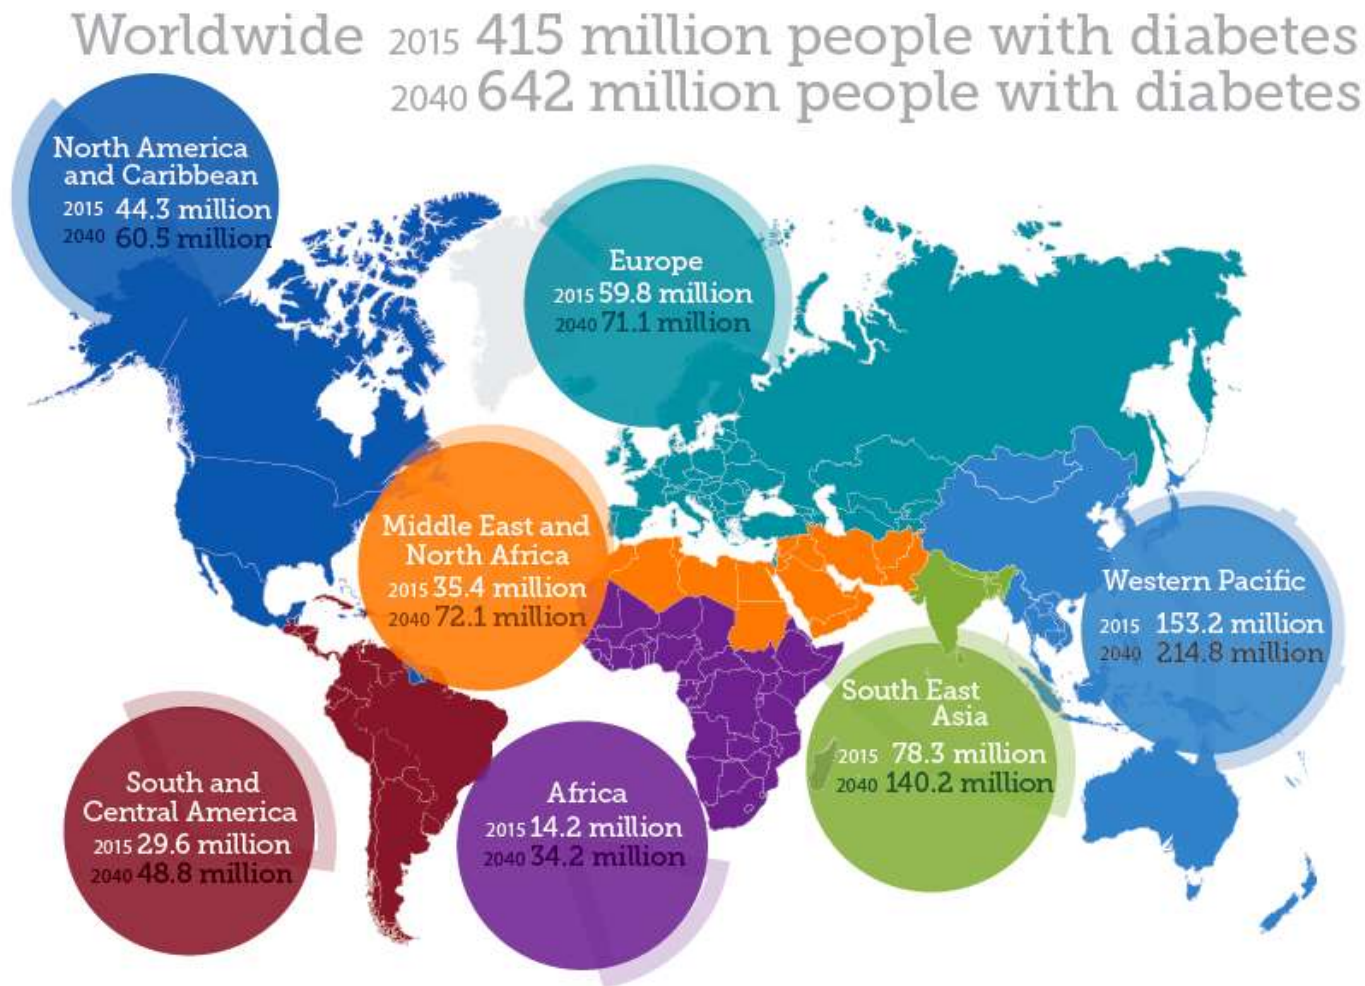 Worldwide 2015 415 million people with diabetes
2040 642 million people with diabetes
North America
and Caribbean
2015 44.3 million
2040 60.5 million
Europe
2015 59.8 million
2040 71.1 million
Middle East and
North Africa
2015 35.4 million
2040 72.1 million
Western Pacific
2015 153.2 million
2040 214.8 million
South East
Asia
2015 78.3 million
2040 140.2 million
South and
Central America
2015 29.6 million
2040 48.8 million
Africa
2015 14.2 million
2040 34.2 million